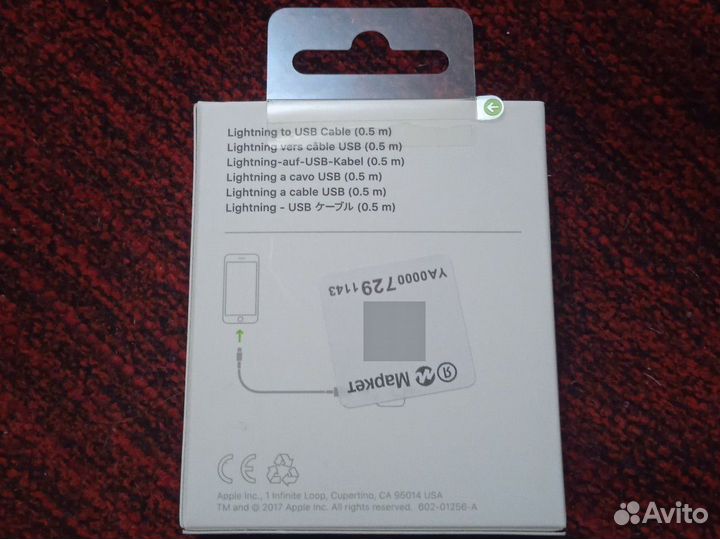 Lightning to USB Cable (0.5 m)
Lightning vers câble USB (0.5 m)
Lightning-auf-USB-Kabel (0.5 m)
Lightning a cavo USB (0.5 m)
Lightning a cable USB (0.5 m)
Lightning - USB ケーブル (0.5 m)
YA0000 729 1143
Я М Маркет
CE
Apple Inc., 1 Infinite Loop, Cupertino, CA 95014 USA
TM and © 2017 Apple Inc. All rights reserved. 602-01256-A
Avito